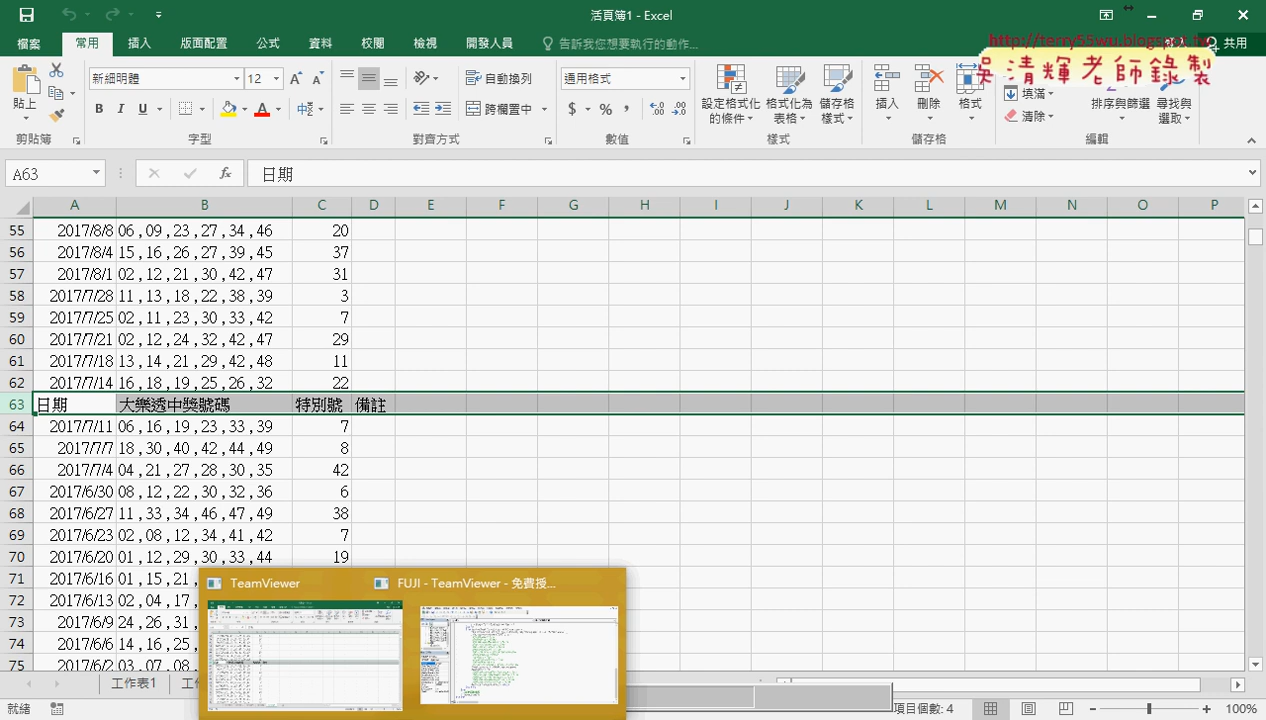 活頁簿1 - Excel
檔案 常用 插入 版面配置 公式 資料 校閱 檢視 開發人員 告訴我您想要執行的動作... 共用
http://terry55wu.blogspot.tw
吳清輝老師錄製
新細明體 12 自動換列 通用格式
貼上 B I U 中 跨欄置中 $ % , 設定格式化的條件 格式化為表格 儲存格樣式 插入 刪除 格式 填滿 清除 排序與篩選 尋找與選取
剪貼簿 字型 對齊方式 數值 樣式 儲存格 編輯
A63 fx 日期
A B C D E F G H I J K L M N O P
55 2017/8/8 06 , 09 , 23 , 27 , 34 , 46 20
56 2017/8/4 15 , 16 , 26 , 27 , 39 , 45 37
57 2017/8/1 02 , 12 , 21 , 30 , 42 , 47 31
58 2017/7/28 11 , 13 , 18 , 22 , 38 , 39 3
59 2017/7/25 02 , 11 , 23 , 30 , 33 , 42 7
60 2017/7/21 02 , 12 , 24 , 32 , 42 , 47 29
61 2017/7/18 13 , 14 , 21 , 29 , 42 , 48 11
62 2017/7/14 16 , 18 , 19 , 25 , 26 , 32 22
63 日期 大樂透中獎號碼 特別號 備註
64 2017/7/11 06 , 16 , 19 , 23 , 33 , 39 7
65 2017/7/7 18 , 30 , 40 , 42 , 44 , 49 8
66 2017/7/4 04 , 21 , 27 , 28 , 30 , 35 42
67 2017/6/30 08 , 12 , 22 , 30 , 32 , 36 6
68 2017/6/27 11 , 33 , 34 , 46 , 47 , 49 38
69 2017/6/23 02 , 08 , 12 , 34 , 41 , 42 7
70 2017/6/20 01 , 12 , 29 , 30 , 33 , 44 19
71 2017/6/16 01 , 15 , 21 ,
72 2017/6/13 02 , 04 , 17 ,
73 2017/6/9 24 , 26 , 31 ,
74 2017/6/6 14 , 16 , 25 ,
75 2017/6/2 03 , 07 , 08
TeamViewer FUJI - TeamViewer - 免費授...
工作表1
就緒 項目個數: 4 100%